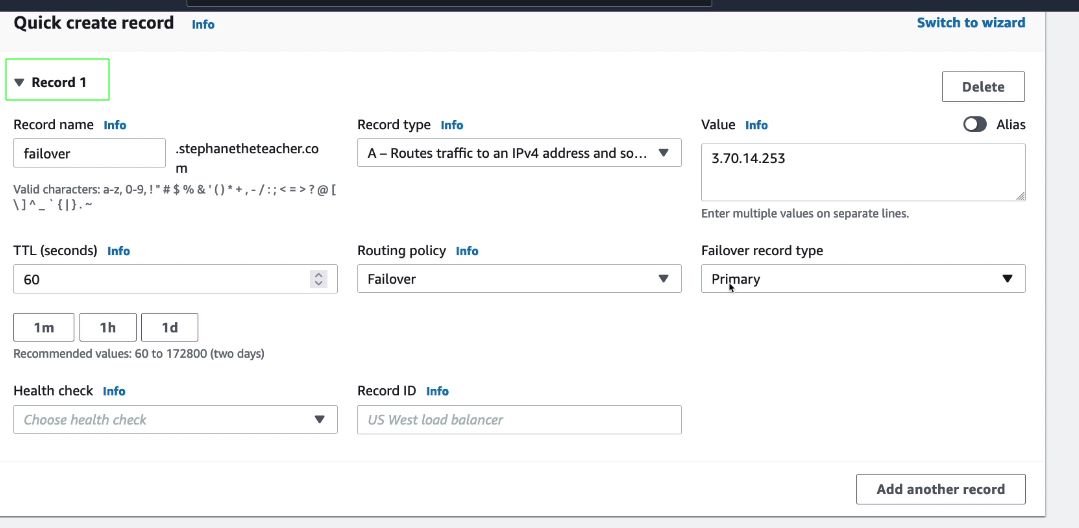 Quick create record Info Switch to wizard
Record 1
Delete
Record name Info
failover
.stephanetheteacher.co
m
Valid characters: a-z, 0-9, ! " # $ % & ' ( ) * + , - / : ; < = > ? @ [
\ ] ^ _ ` { | } . ~
Record type Info
A – Routes traffic to an IPv4 address and so...
Value Info
Alias
3.70.14.253
Enter multiple values on separate lines.
TTL (seconds) Info
60
1m 1h 1d
Recommended values: 60 to 172800 (two days)
Routing policy Info
Failover
Failover record type
Primary
Health check Info
Choose health check
Record ID Info
US West load balancer
Add another record